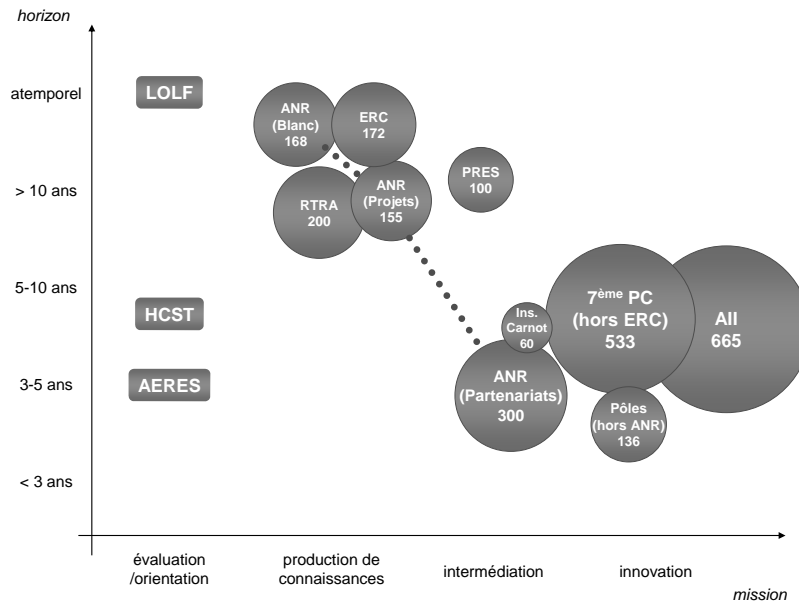 horizon
atemporel
LOLF
ANR
(Blanc)
168
ERC
172
> 10 ans
RTRA
200
ANR
(Projets)
155
PRES
100
5-10 ans
HCST
Ins.
Carnot
60
7ème PC
(hors ERC)
533
AII
665
3-5 ans
AERES
ANR
(Partenariats)
300
Pôles
(hors ANR)
136
< 3 ans
évaluation
/orientation
production de
connaissances
intermédiation
innovation
mission